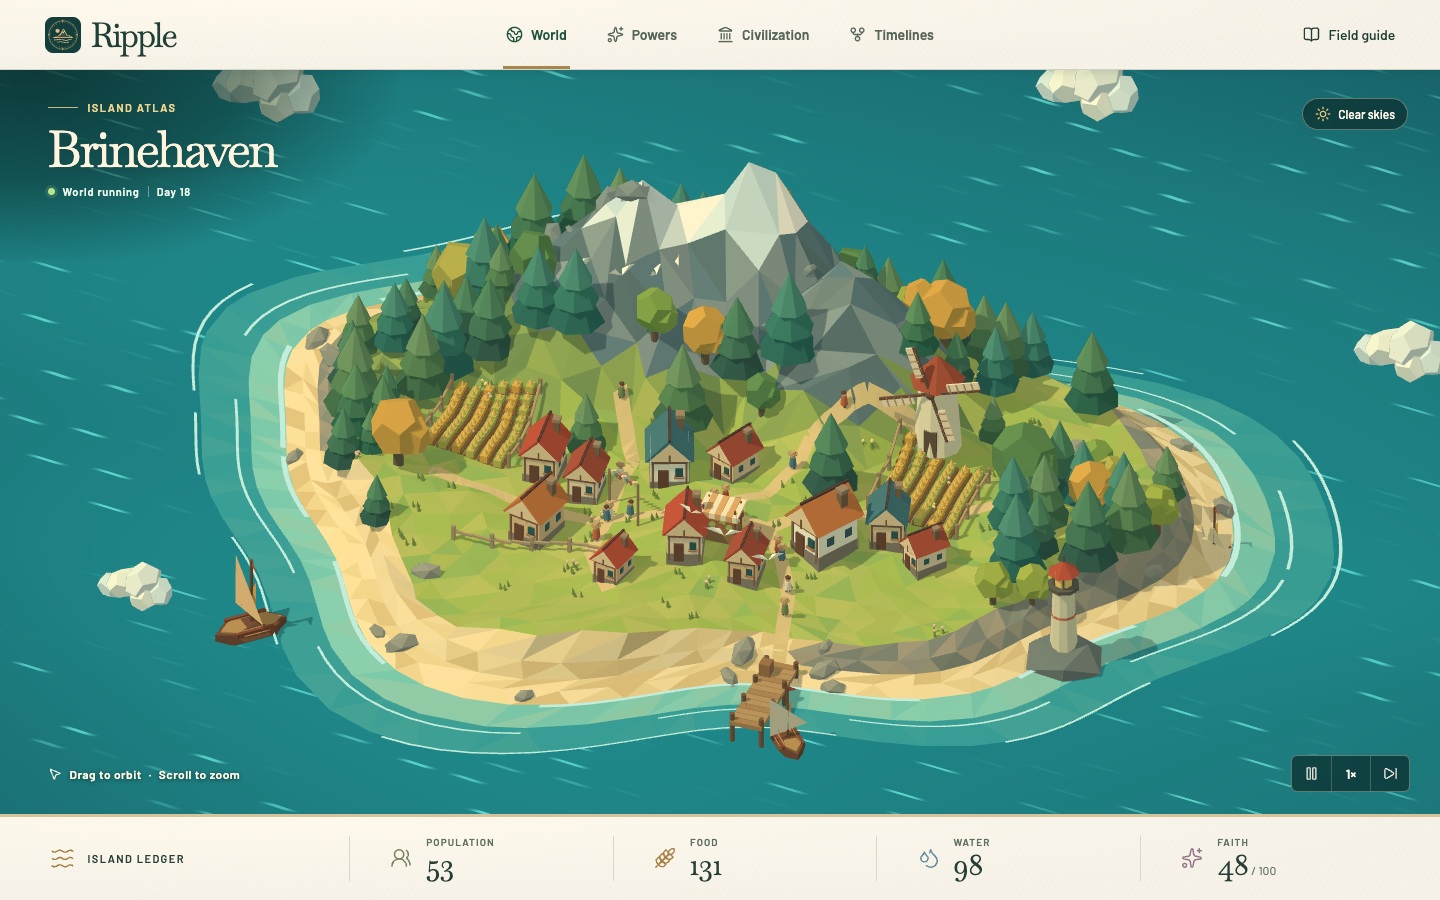 Ripple
World
Powers
Civilization
Timelines
Field guide
ISLAND ATLAS
Brinehaven
World running | Day 18
Clear skies
Drag to orbit · Scroll to zoom
1×
ISLAND LEDGER
POPULATION
53
FOOD
131
WATER
98
FAITH
48 / 100